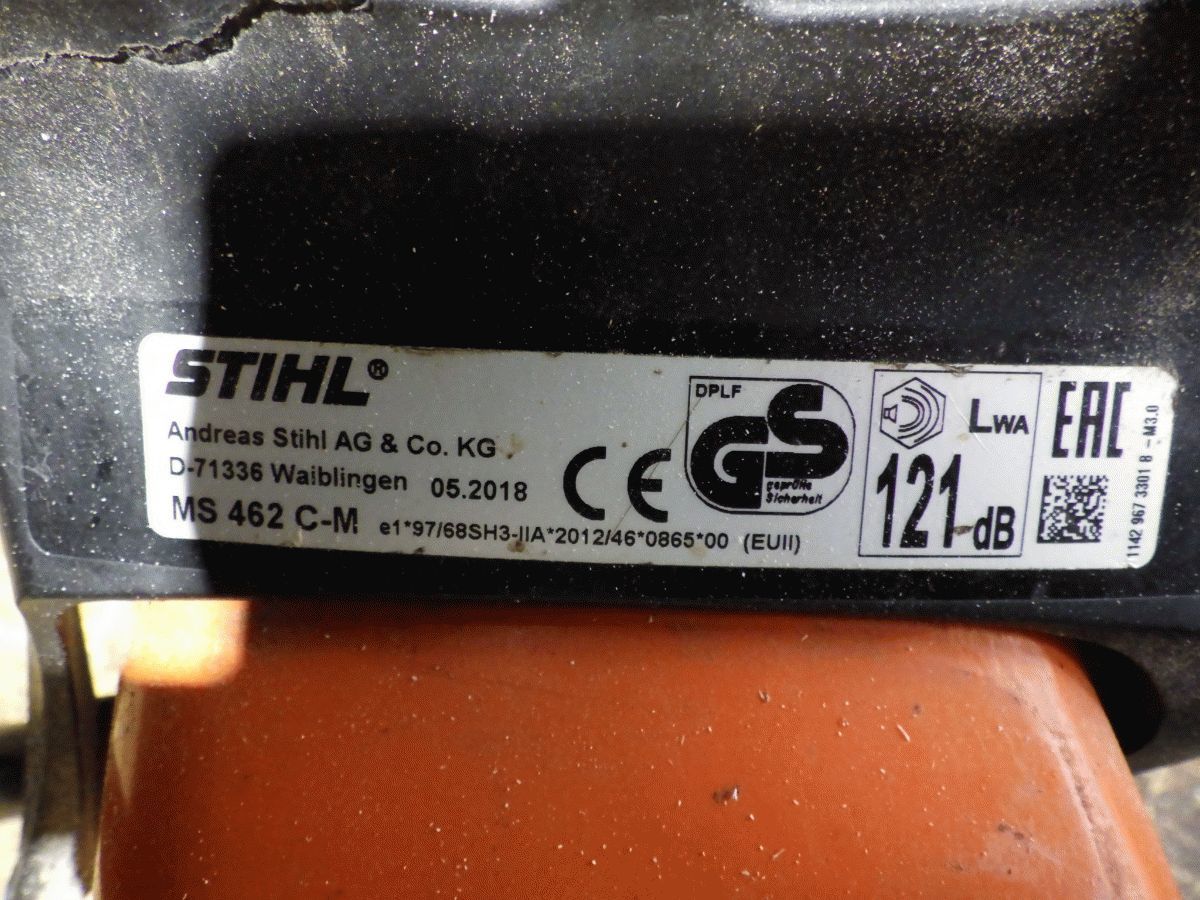 STIHL®
Andreas Stihl AG & Co. KG
D-71336 Waiblingen 05.2018
MS 462 C-M e1*97/68SH3-IIA*2012/46*0865*00 (EUII)
CE
DPLF
GS
geprüfte
Sicherheit
LWA
121 dB
EAC
1142 967 3301 B - M3.0